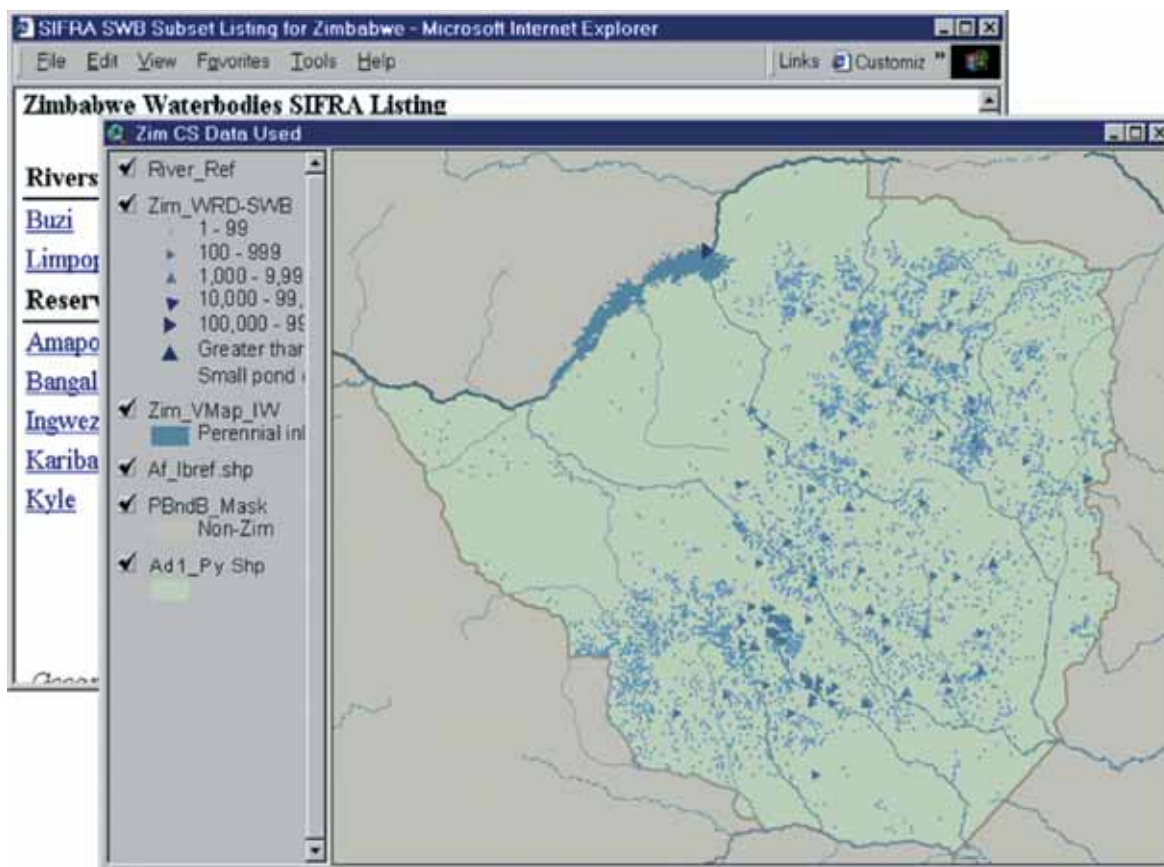 SIFRA SWB Subset Listing for Zimbabwe - Microsoft Internet Explorer
File Edit View Favorites Tools Help Links Customiz "
Zimbabwe Waterbodies SIFRA Listing
Zim CS Data Used
Rivers
Buzi
Limpop
Reserv
Amapo
Bangal
Ingwez
Kariba
Kyle
River_Ref
Zim_WRD-SWB
1 - 99
100 - 999
1,000 - 9,99
10,000 - 99,
100,000 - 99
Greater than
Small pond
Zim_VMap_IW
Perennial inl
Af_lbref.shp
PBndB_Mask
Non-Zim
Ad1_Py Shp